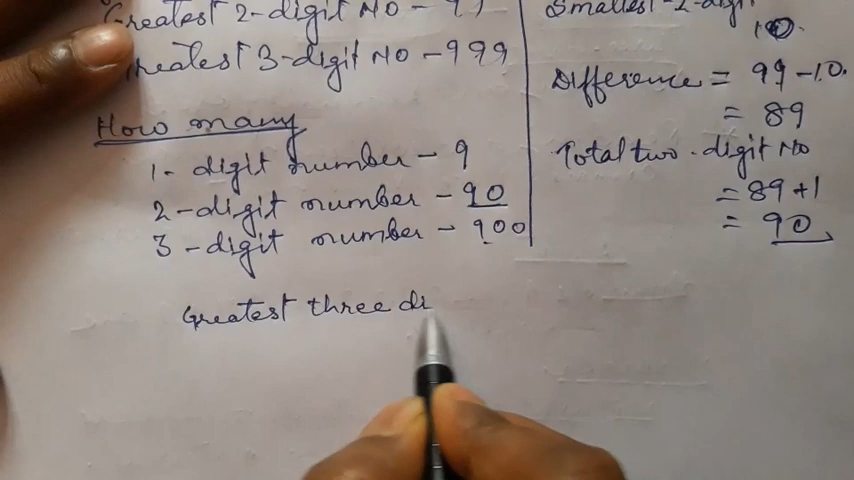 Greatest 2-digit No - 99
Greatest 3-digit No - 999
How many
1- digit number - 9
2-digit number - 90
3-digit number - 900
Greatest three di
Smallest-2-digit
10.
Difference = 99 - 10.
= 89
Total two-digit No
= 89 + 1
= 90